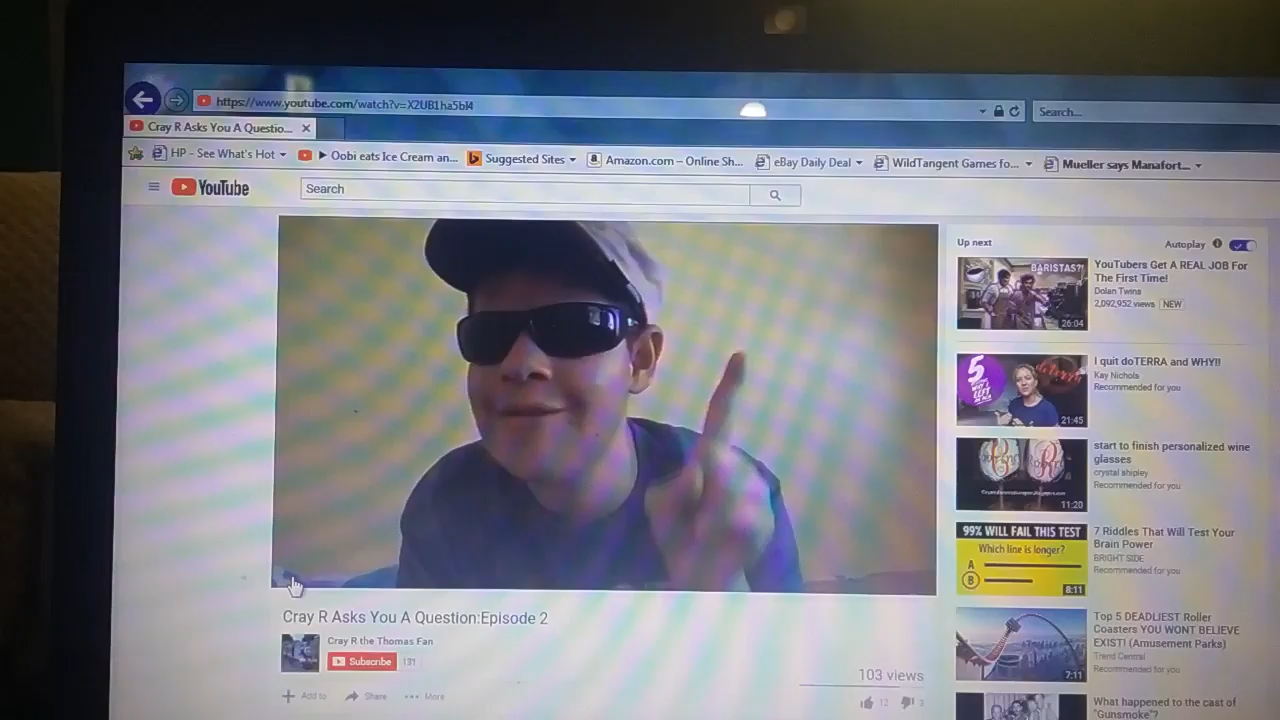 https://www.youtube.com/watch?v=X2UB1ha5bI4
Search...
Cray R Asks You A Questio...
HP - See What's Hot
Oobi eats Ice Cream an...
Suggested Sites
Amazon.com – Online Sh...
eBay Daily Deal
WildTangent Games fo...
Mueller says Manafort...
YouTube
Search
Up next
Autoplay
BARISTAS?!
26:04
YouTubers Get A REAL JOB For
The First Time!
Dolan Twins
2,092,952 views NEW
5
21:45
I quit doTERRA and WHY!!
Kay Nichols
Recommended for you
11:20
start to finish personalized wine
glasses
crystal shipley
Recommended for you
99% WILL FAIL THIS TEST
Which line is longer?
A
B
8:11
7 Riddles That Will Test Your
Brain Power
BRIGHT SIDE
Recommended for you
7:11
Top 5 DEADLIEST Roller
Coasters YOU WONT BELIEVE
EXIST! (Amusement Parks)
Trend Central
Recommended for you
What happened to the cast of
"Gunsmoke"?
Cray R Asks You A Question:Episode 2
Cray R the Thomas Fan
Subscribe 131
103 views
Add to Share More
12 3